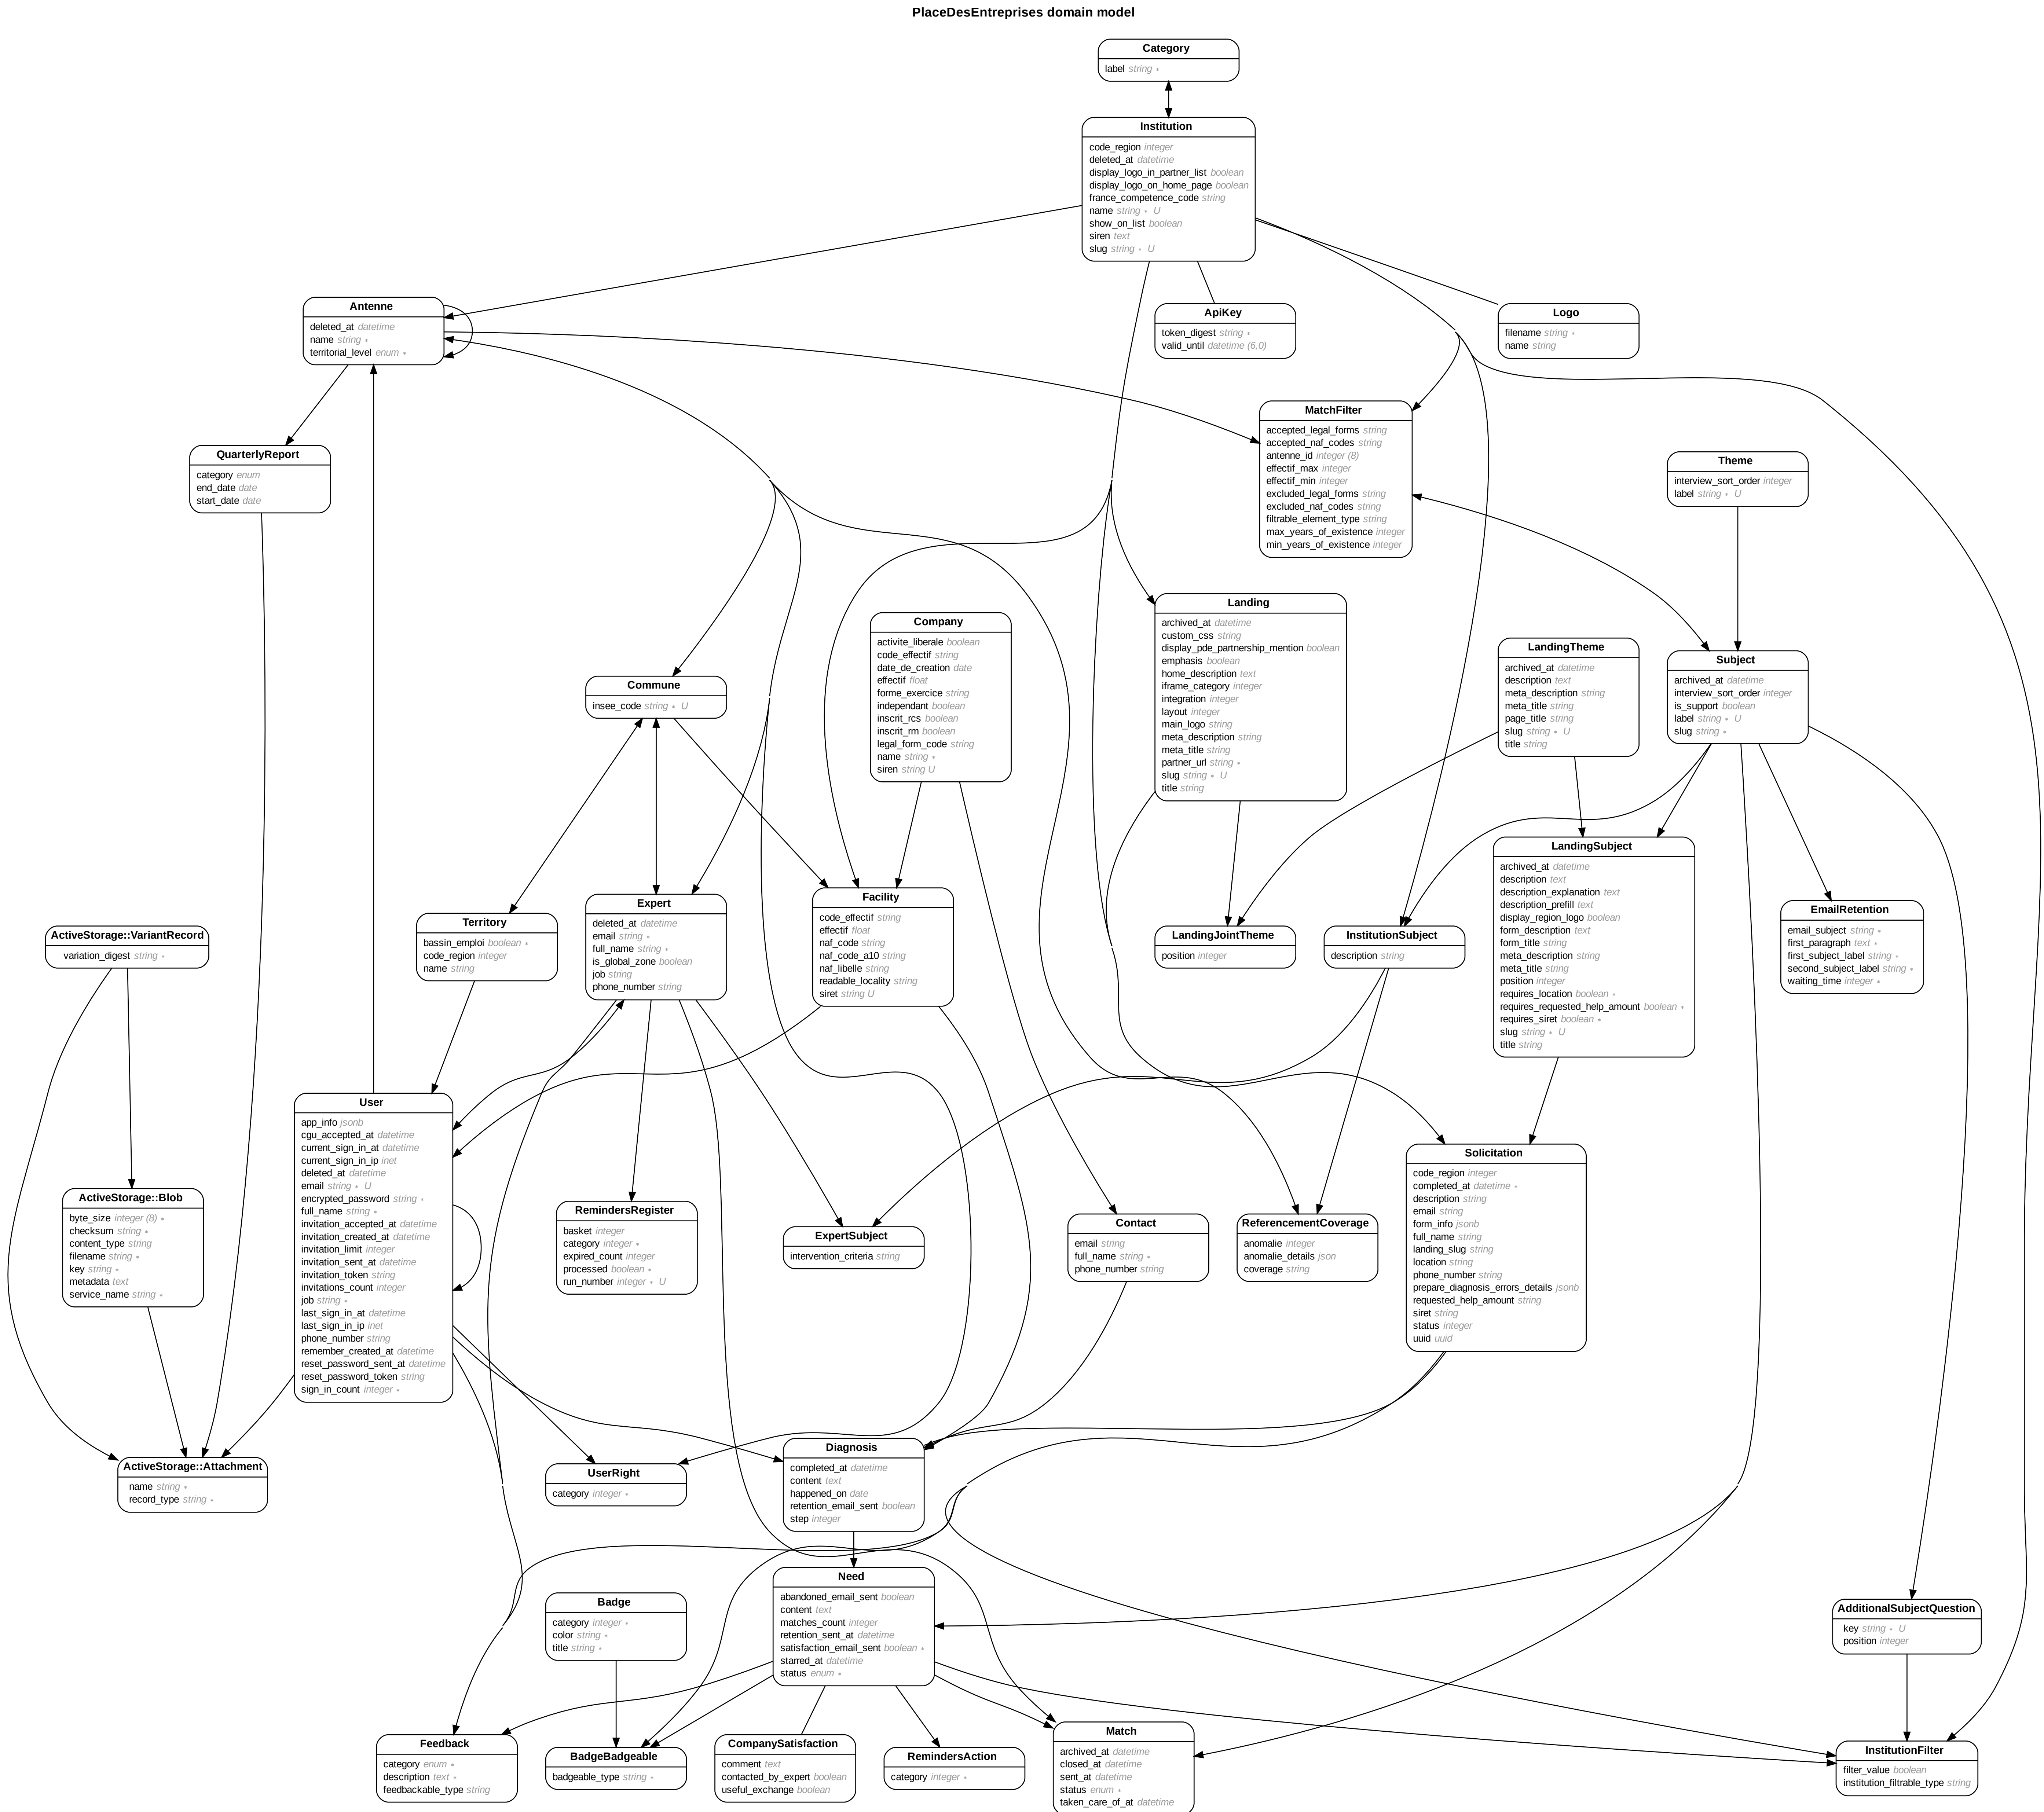 PlaceDesEntreprises domain model
Category
label string ∗
Institution
code_region integer
deleted_at datetime
display_logo_in_partner_list boolean
display_logo_on_home_page boolean
france_competence_code string
name string ∗ U
show_on_list boolean
siren text
slug string ∗ U
Antenne
deleted_at datetime
name string ∗
territorial_level enum ∗
ApiKey
token_digest string ∗
valid_until datetime (6,0)
Logo
filename string ∗
name string
MatchFilter
accepted_legal_forms string
accepted_naf_codes string
antenne_id integer (8)
effectif_max integer
effectif_min integer
excluded_legal_forms string
excluded_naf_codes string
filtrable_element_type string
max_years_of_existence integer
min_years_of_existence integer
QuarterlyReport
category enum
end_date date
start_date date
Theme
interview_sort_order integer
label string ∗ U
Landing
archived_at datetime
custom_css string
display_pde_partnership_mention boolean
emphasis boolean
home_description text
iframe_category integer
integration integer
layout integer
main_logo string
meta_description string
meta_title string
partner_url string ∗
slug string ∗ U
title string
Company
activite_liberale boolean
code_effectif string
date_de_creation date
effectif float
forme_exercice string
independant boolean
inscrit_rcs boolean
inscrit_rm boolean
legal_form_code string
name string ∗
siren string U
LandingTheme
archived_at datetime
description text
meta_description string
meta_title string
page_title string
slug string ∗ U
title string
Subject
archived_at datetime
interview_sort_order integer
is_support boolean
label string ∗ U
slug string ∗
Commune
insee_code string ∗ U
LandingSubject
archived_at datetime
description text
description_explanation text
description_prefill text
display_region_logo boolean
form_description text
form_title string
meta_description string
meta_title string
position integer
requires_location boolean ∗
requires_requested_help_amount boolean ∗
requires_siret boolean ∗
slug string ∗ U
title string
Expert
deleted_at datetime
email string ∗
full_name string ∗
is_global_zone boolean
job string
phone_number string
Facility
code_effectif string
effectif float
naf_code string
naf_code_a10 string
naf_libelle string
readable_locality string
siret string U
EmailRetention
email_subject string ∗
first_paragraph text ∗
first_subject_label string ∗
second_subject_label string ∗
waiting_time integer ∗
Territory
bassin_emploi boolean ∗
code_region integer
name string
ActiveStorage::VariantRecord
variation_digest string ∗
LandingJointTheme
position integer
InstitutionSubject
description string
User
app_info jsonb
cgu_accepted_at datetime
current_sign_in_at datetime
current_sign_in_ip inet
deleted_at datetime
email string ∗ U
encrypted_password string ∗
full_name string ∗
invitation_accepted_at datetime
invitation_created_at datetime
invitation_limit integer
invitation_sent_at datetime
invitation_token string
invitations_count integer
job string ∗
last_sign_in_at datetime
last_sign_in_ip inet
phone_number string
remember_created_at datetime
reset_password_sent_at datetime
reset_password_token string
sign_in_count integer ∗
Solicitation
code_region integer
completed_at datetime ∗
description string
email string
form_info jsonb
full_name string
landing_slug string
location string
phone_number string
prepare_diagnosis_errors_details jsonb
requested_help_amount string
siret string
status integer
uuid uuid
ActiveStorage::Blob
byte_size integer (8) ∗
checksum string ∗
content_type string
filename string ∗
key string ∗
metadata text
service_name string ∗
RemindersRegister
basket integer
category integer ∗
expired_count integer
processed boolean ∗
run_number integer ∗ U
ExpertSubject
intervention_criteria string
Contact
email string
full_name string ∗
phone_number string
ReferencementCoverage
anomalie integer
anomalie_details json
coverage string
ActiveStorage::Attachment
name string ∗
record_type string ∗
UserRight
category integer ∗
Diagnosis
completed_at datetime
content text
happened_on date
retention_email_sent boolean
step integer
Need
abandoned_email_sent boolean
content text
matches_count integer
retention_sent_at datetime
satisfaction_email_sent boolean ∗
starred_at datetime
status enum ∗
Badge
category integer ∗
color string ∗
title string ∗
AdditionalSubjectQuestion
key string ∗ U
position integer
Feedback
category enum ∗
description text ∗
feedbackable_type string
BadgeBadgeable
badgeable_type string ∗
CompanySatisfaction
comment text
contacted_by_expert boolean
useful_exchange boolean
RemindersAction
category integer ∗
Match
archived_at datetime
closed_at datetime
sent_at datetime
status enum ∗
taken_care_of_at datetime
InstitutionFilter
filter_value boolean
institution_filtrable_type string